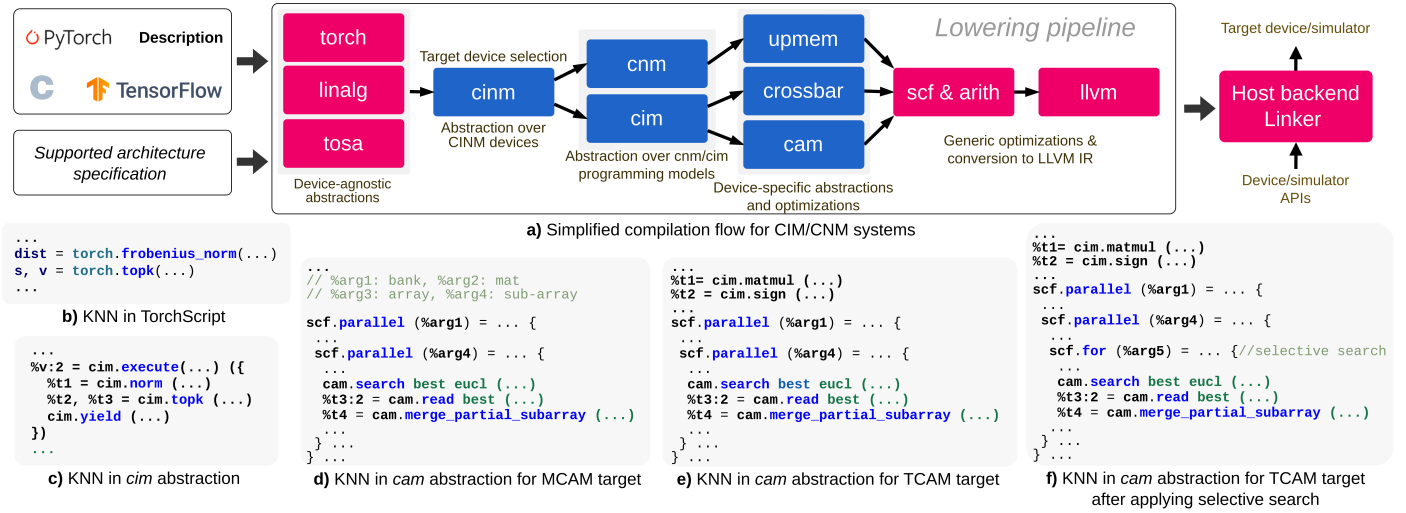 PyTorch
Description
C
TensorFlow
Supported architecture
specification
torch
linalg
tosa
Device-agnostic
abstractions
Target device selection
cinm
Abstraction over
CINM devices
cnm
cim
Abstraction over cnm/cim
programming models
upmem
crossbar
cam
Device-specific abstractions
and optimizations
Lowering pipeline
scf & arith
llvm
Generic optimizations &
conversion to LLVM IR
Target device/simulator
Host backend
Linker
Device/simulator
APIs
a) Simplified compilation flow for CIM/CNM systems
...
dist = torch.frobenius_norm(...)
s, v = torch.topk(...)
...
b) KNN in TorchScript
...
%v:2 = cim.execute(...) ({
%t1 = cim.norm (...)
%t2, %t3 = cim.topk (...)
cim.yield (...)
})
...
c) KNN in cim abstraction
...
// %arg1: bank, %arg2: mat
// %arg3: array, %arg4: sub-array
scf.parallel (%arg1) = ... {
...
scf.parallel (%arg4) = ... {
...
cam.search best eucl (...)
%t3:2 = cam.read best (...)
%t4 = cam.merge_partial_subarray (...)
...
} ...
} ...
d) KNN in cam abstraction for MCAM target
...
%t1= cim.matmul (...)
%t2 = cim.sign (...)
...
scf.parallel (%arg1) = ... {
...
scf.parallel (%arg4) = ... {
...
cam.search best eucl (...)
%t3:2 = cam.read best (...)
%t4 = cam.merge_partial_subarray (...)
...
} ...
} ...
e) KNN in cam abstraction for TCAM target
...
%t1= cim.matmul (...)
%t2 = cim.sign (...)
...
scf.parallel (%arg1) = ... {
...
scf.parallel (%arg4) = ... {
...
scf.for (%arg5) = ... {//selective search
...
cam.search best eucl (...)
%t3:2 = cam.read best (...)
%t4 = cam.merge_partial_subarray (...)
...
} ...
} ...
f) KNN in cam abstraction for TCAM target
after applying selective search